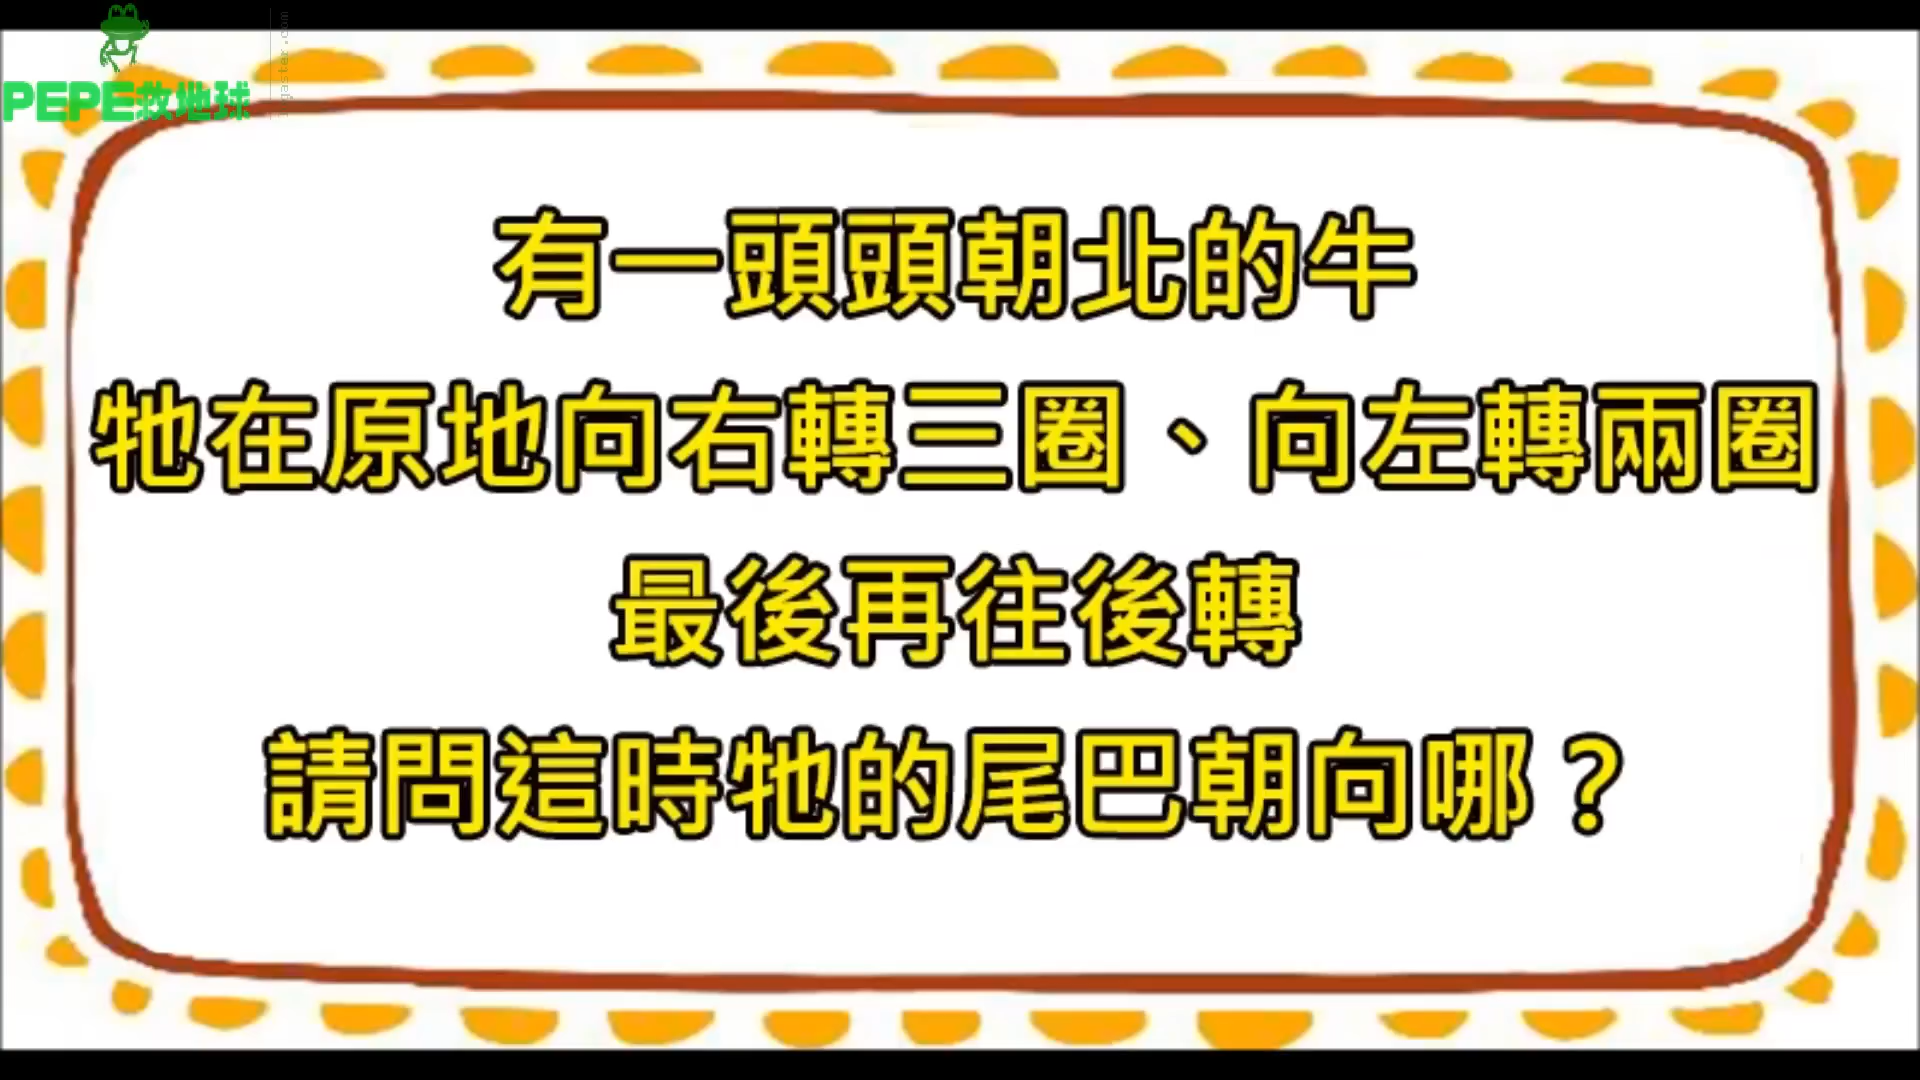 PEPE救地球
有一頭頭朝北的牛
牠在原地向右轉三圈、向左轉兩圈
最後再往後轉
請問這時牠的尾巴朝向哪？